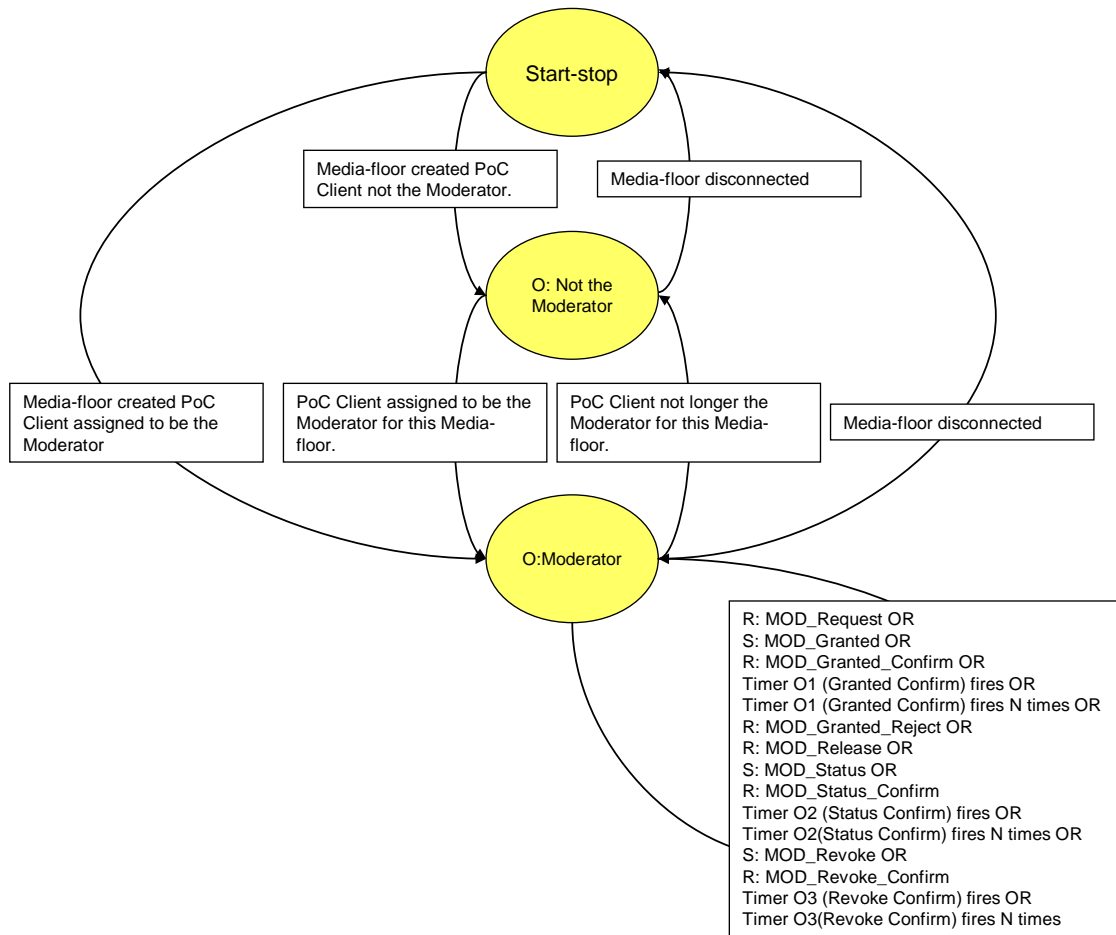 Start-stop
Media-floor created PoC
Client not the Moderator.
Media-floor disconnected
O: Not the
Moderator
Media-floor created PoC
Client assigned to be the
Moderator
PoC Client assigned to be the
Moderator for this Media-
floor.
PoC Client not longer the
Moderator for this Media-
floor.
Media-floor disconnected
O:Moderator
R: MOD_Request OR
S: MOD_Granted OR
R: MOD_Granted_Confirm OR
Timer O1 (Granted Confirm) fires OR
Timer O1 (Granted Confirm) fires N times OR
R: MOD_Granted_Reject OR
R: MOD_Release OR
S: MOD_Status OR
R: MOD_Status_Confirm
Timer O2 (Status Confirm) fires OR
Timer O2(Status Confirm) fires N times OR
S: MOD_Revoke OR
R: MOD_Revoke_Confirm
Timer O3 (Revoke Confirm) fires OR
Timer O3(Revoke Confirm) fires N times